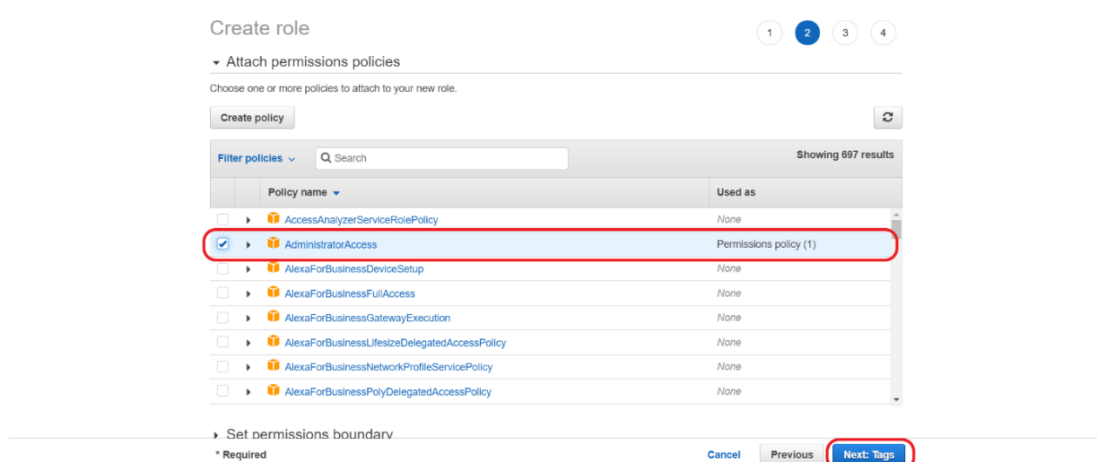 Create role
1 2 3 4
Attach permissions policies
Choose one or more policies to attach to your new role.
Create policy
Filter policies Search Showing 697 results
Policy name Used as
AccessAnalyzerServiceRolePolicy None
AdministratorAccess Permissions policy (1)
AlexaForBusinessDeviceSetup None
AlexaForBusinessFullAccess None
AlexaForBusinessGatewayExecution None
AlexaForBusinessLifesizeDelegatedAccessPolicy None
AlexaForBusinessNetworkProfileServicePolicy None
AlexaForBusinessPolyDelegatedAccessPolicy None
Set permissions boundary
* Required Cancel Previous Next: Tags